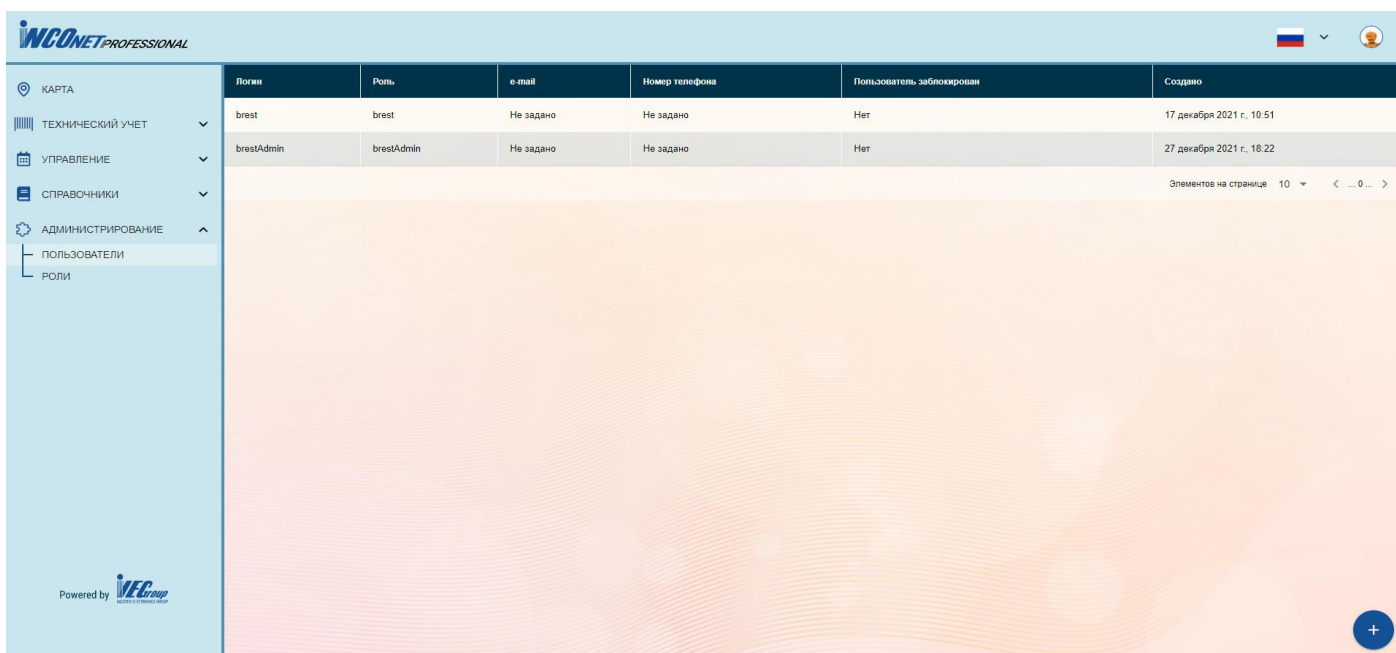 INCONET PROFESSIONAL
КАРТА
ТЕХНИЧЕСКИЙ УЧЕТ
УПРАВЛЕНИЕ
СПРАВОЧНИКИ
АДМИНИСТРИРОВАНИЕ
ПОЛЬЗОВАТЕЛИ
РОЛИ
Логин Роль e-mail Номер телефона Пользователь заблокирован Создано
brest brest Не задано Не задано Нет 17 декабря 2021 г., 10:51
brestAdmin brestAdmin Не задано Не задано Нет 27 декабря 2021 г., 18:22
Элементов на странице 10 < ... 0 ... >
Powered by IEGroup
+